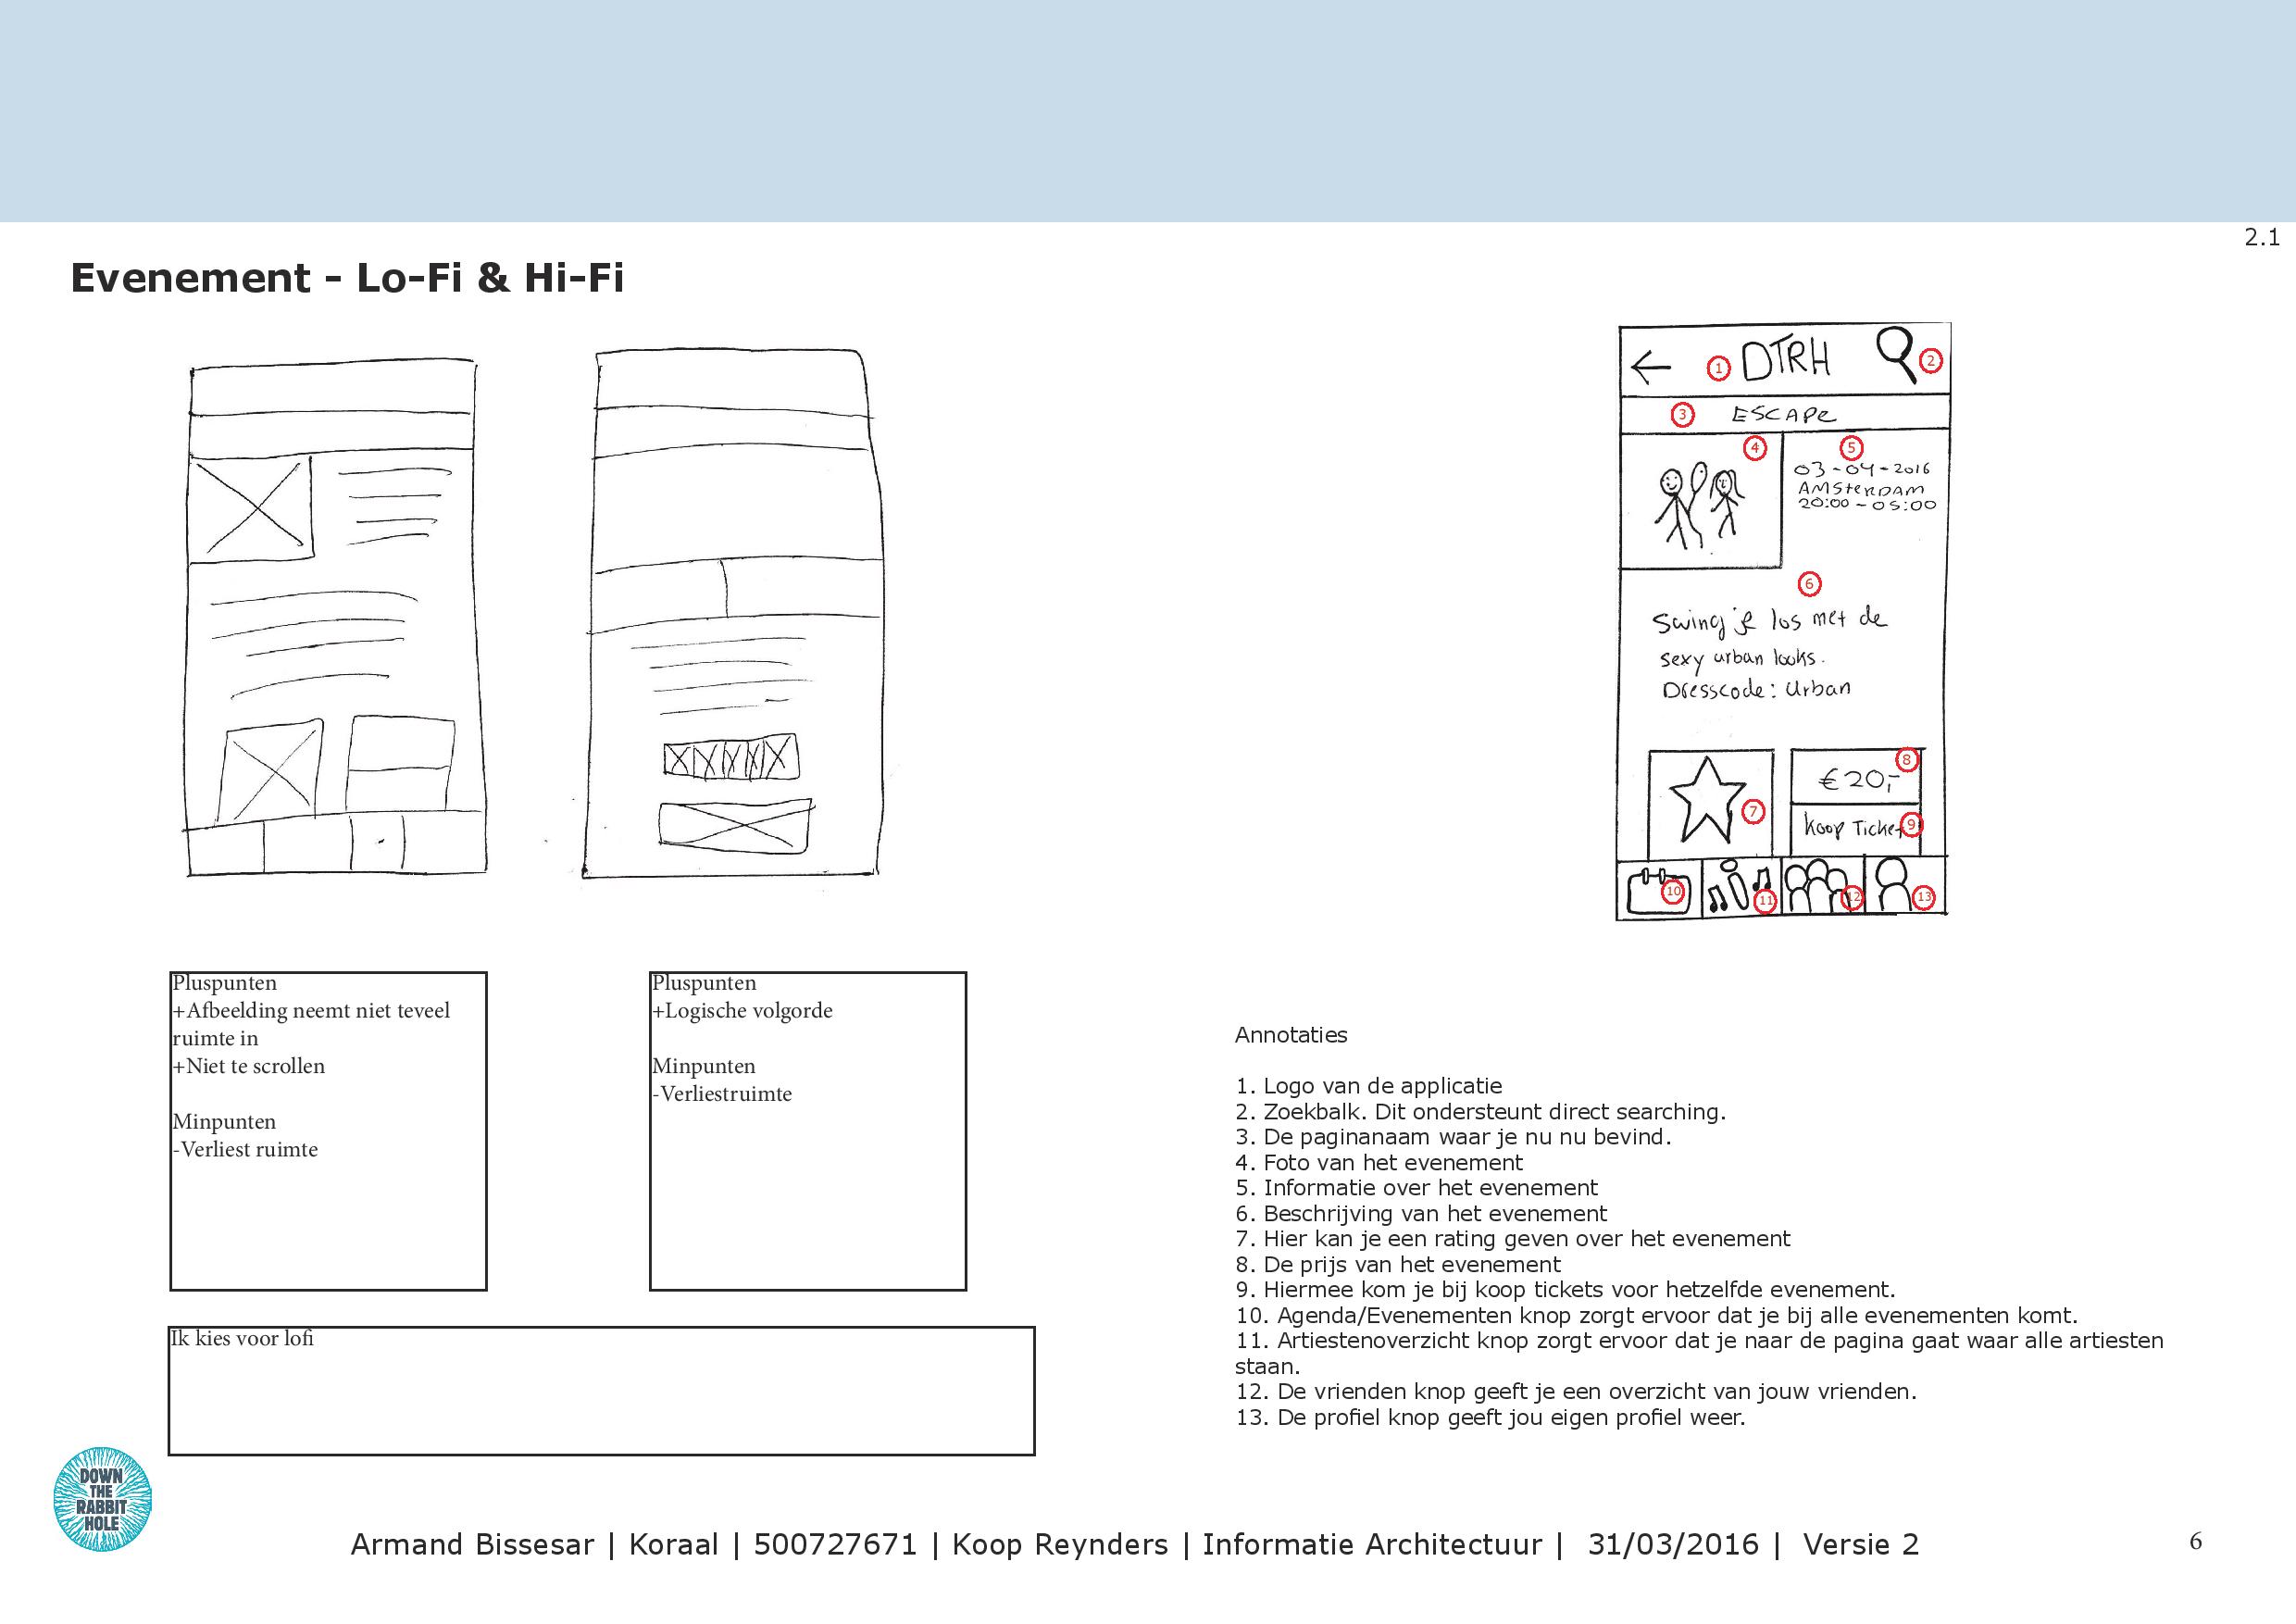 2.1
Evenement - Lo-Fi & Hi-Fi
← 1 DTRH 2
3 ESCAPE
4
5
03-04-2016
AMSterDAM
20:00 - 05:00
6
Swing je los met de
sexy urban looks.
Dresscode: Urban
8
€20,-
7
Koop Ticket 9
10 11 12 13
Pluspunten
+Afbeelding neemt niet teveel
ruimte in
+Niet te scrollen
Minpunten
-Verliest ruimte
Pluspunten
+Logische volgorde
Minpunten
-Verliestruimte
Ik kies voor lofi
Annotaties
1. Logo van de applicatie
2. Zoekbalk. Dit ondersteunt direct searching.
3. De paginanaam waar je nu nu bevind.
4. Foto van het evenement
5. Informatie over het evenement
6. Beschrijving van het evenement
7. Hier kan je een rating geven over het evenement
8. De prijs van het evenement
9. Hiermee kom je bij koop tickets voor hetzelfde evenement.
10. Agenda/Evenementen knop zorgt ervoor dat je bij alle evenementen komt.
11. Artiestenoverzicht knop zorgt ervoor dat je naar de pagina gaat waar alle artiesten
staan.
12. De vrienden knop geeft je een overzicht van jouw vrienden.
13. De profiel knop geeft jou eigen profiel weer.
DOWN
THE
RABBIT
HOLE
Armand Bissesar | Koraal | 500727671 | Koop Reynders | Informatie Architectuur | 31/03/2016 | Versie 2
6